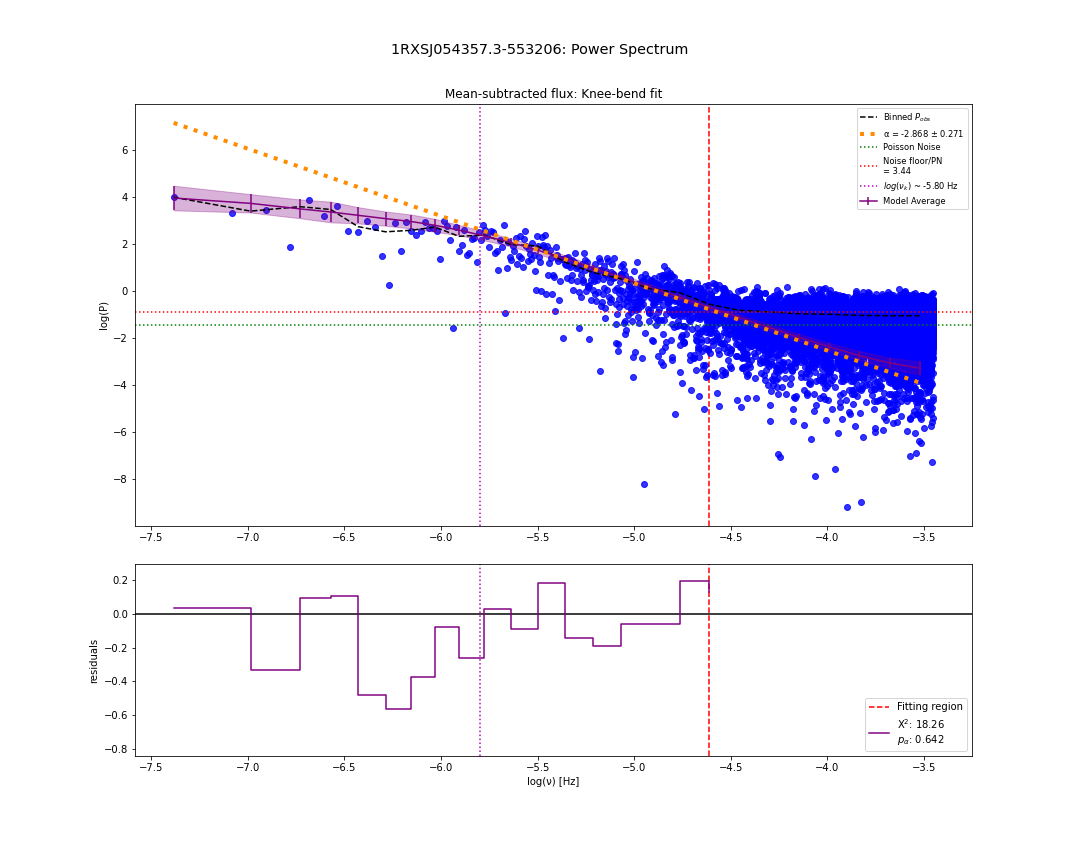 1RXSJ054357.3-553206: Power Spectrum
Mean-subtracted flux: Knee-bend fit
log(P)
6
4
2
0
−2
−4
−6
−8
Binned P_obs
α = -2.868 ± 0.271
Poisson Noise
Noise floor/PN
= 3.44
log(ν_k) ~ -5.80 Hz
Model Average
−7.5 −7.0 −6.5 −6.0 −5.5 −5.0 −4.5 −4.0 −3.5
residuals
0.2
0.0
−0.2
−0.4
−0.6
−0.8
Fitting region
X²: 18.26
p_α: 0.642
−7.5 −7.0 −6.5 −6.0 −5.5 −5.0 −4.5 −4.0 −3.5
log(ν) [Hz]